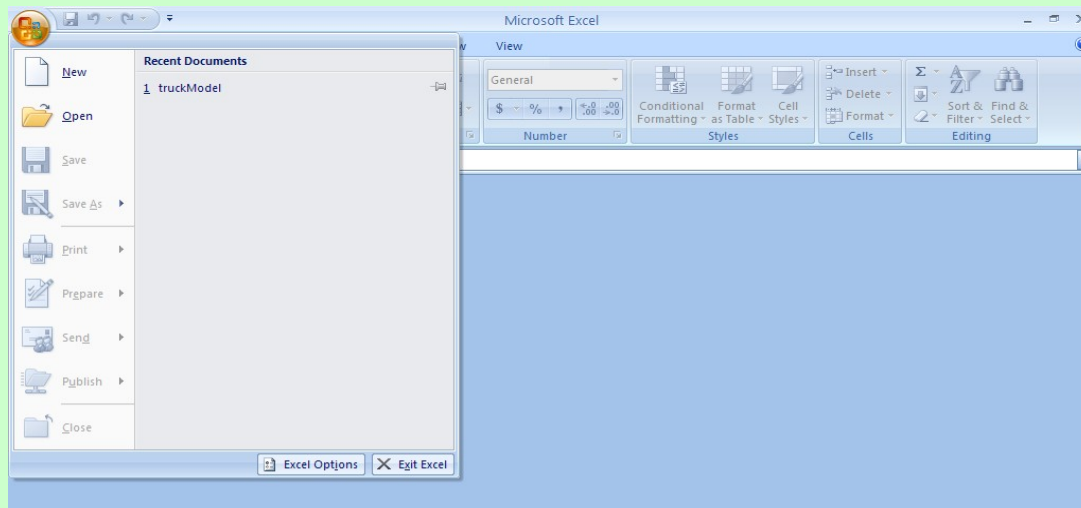 Microsoft Excel
View
New
Open
Save
Save As
Print
Prepare
Send
Publish
Close
Recent Documents
1 truckModel
Excel Options
Exit Excel
General
$ % ,
Number
Conditional Formatting
Format as Table
Cell Styles
Styles
Insert
Delete
Format
Cells
Σ
Sort & Filter
Find & Select
Editing